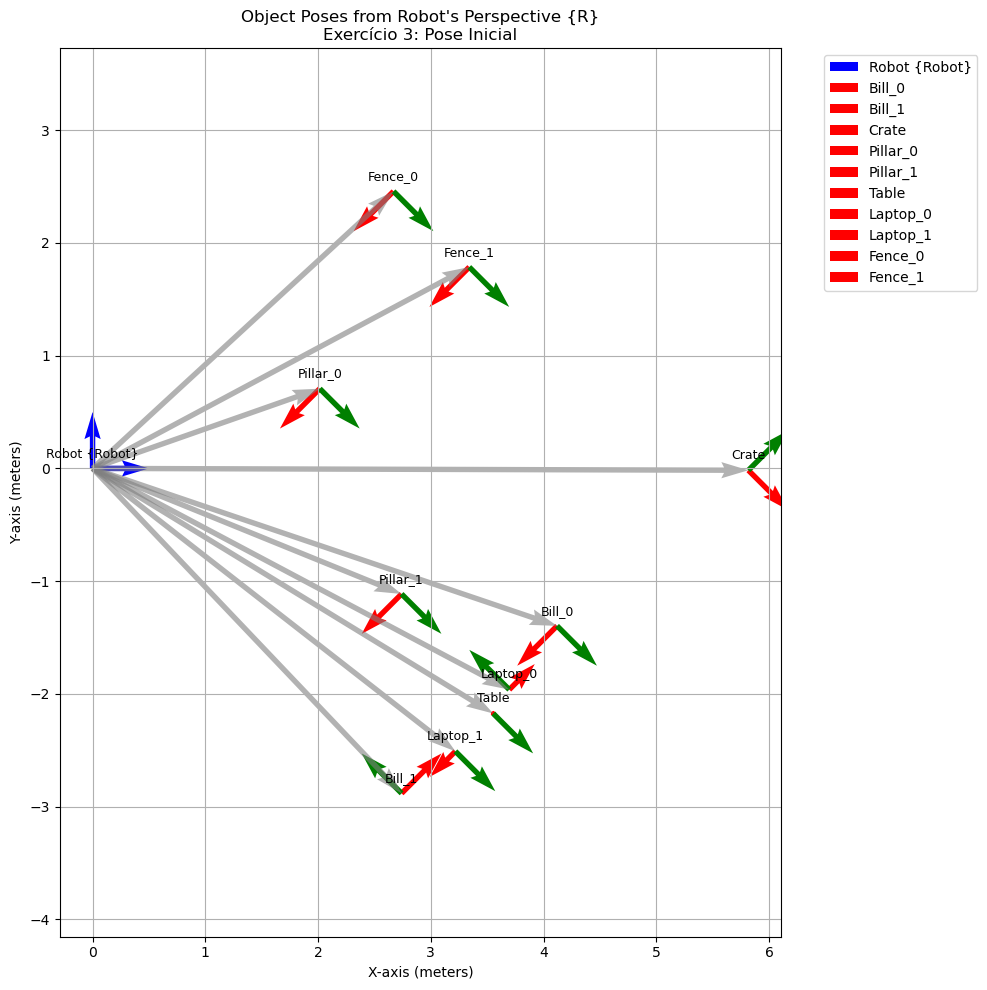 Object Poses from Robot's Perspective {R}
Exercício 3: Pose Inicial
Robot {Robot}
Bill_0
Bill_1
Crate
Pillar_0
Pillar_1
Table
Laptop_0
Laptop_1
Fence_0
Fence_1
Fence_0
Fence_1
Pillar_0
Robot {Robot}
Crate
Pillar_1
Bill_0
Laptop_0
Table
Laptop_1
Bill_1
3
2
1
0
−1
−2
−3
−4
Y-axis (meters)
0
1
2
3
4
5
6
X-axis (meters)